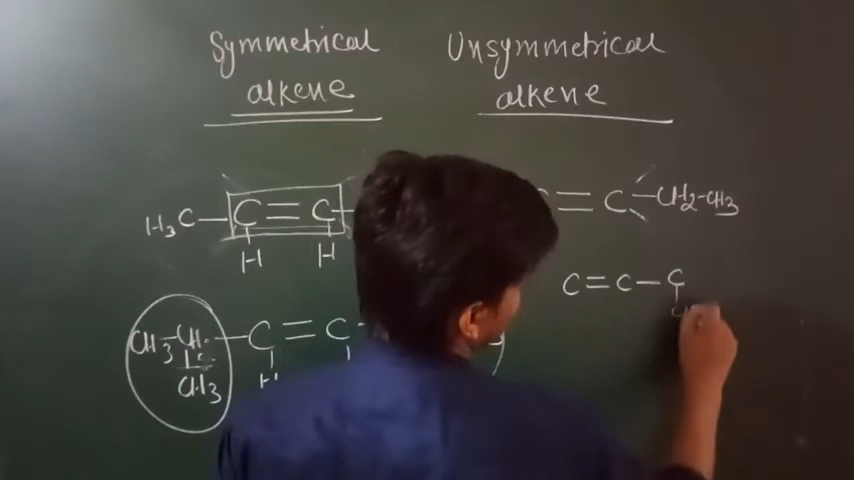 Symmetrical
alkene
Unsymmetrical
alkene
H₃C—C=C—
H H
=C—CH2-CH3
C=C—C
CH3-CH—C=C
CH3
H